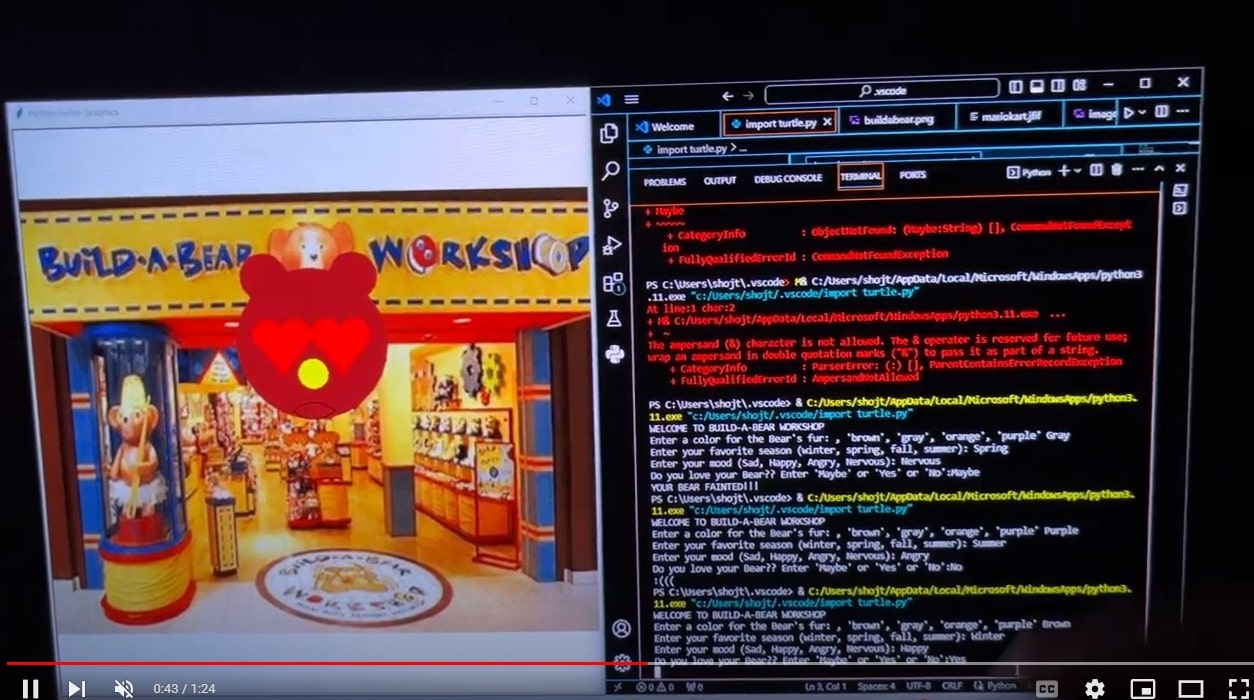 Python Turtle Graphics
BUILD-A-BEAR WORKSHOP
BUILD-A-BEAR
WORKSHOP
.vscode
Welcome
import turtle.py
buildabear.png
mariokart.jfif
image
import turtle.py > ...
PROBLEMS OUTPUT DEBUG CONSOLE TERMINAL PORTS
Python
+ Maybe
+ ~~~~~
+ CategoryInfo : ObjectNotFound: (Maybe:String) [], CommandNotFoundExcept
ion
+ FullyQualifiedErrorId : CommandNotFoundException
PS C:\Users\shojt\.vscode> M& C:/Users/shojt/AppData/Local/Microsoft/WindowsApps/python3
.11.exe "c:/Users/shojt/.vscode/import turtle.py"
At line:1 char:2
+ M& C:/Users/shojt/AppData/Local/Microsoft/WindowsApps/python3.11.exe ...
+ ~
The ampersand (&) character is not allowed. The & operator is reserved for future use;
wrap an ampersand in double quotation marks ("&") to pass it as part of a string.
+ CategoryInfo : ParserError: (:) [], ParentContainsErrorRecordException
+ FullyQualifiedErrorId : AmpersandNotAllowed
PS C:\Users\shojt\.vscode> & C:/Users/shojt/AppData/Local/Microsoft/WindowsApps/python3.
11.exe "c:/Users/shojt/.vscode/import turtle.py"
WELCOME TO BUILD-A-BEAR WORKSHOP
Enter a color for the Bear's fur: , 'brown', 'gray', 'orange', 'purple' Gray
Enter your favorite season (winter, spring, fall, summer): Spring
Enter your mood (Sad, Happy, Angry, Nervous): Nervous
Do you love your Bear?? Enter 'Maybe' or 'Yes' or 'No':Maybe
YOUR BEAR FAINTED!!!
PS C:\Users\shojt\.vscode> & C:/Users/shojt/AppData/Local/Microsoft/WindowsApps/python3.
11.exe "c:/Users/shojt/.vscode/import turtle.py"
WELCOME TO BUILD-A-BEAR WORKSHOP
Enter a color for the Bear's fur: , 'brown', 'gray', 'orange', 'purple' Purple
Enter your favorite season (winter, spring, fall, summer): Summer
Enter your mood (Sad, Happy, Angry, Nervous): Angry
Do you love your Bear?? Enter 'Maybe' or 'Yes' or 'No':No
:(((
PS C:\Users\shojt\.vscode> & C:/Users/shojt/AppData/Local/Microsoft/WindowsApps/python3.
11.exe "c:/Users/shojt/.vscode/import turtle.py"
WELCOME TO BUILD-A-BEAR WORKSHOP
Enter a color for the Bear's fur: , 'brown', 'gray', 'orange', 'purple' Brown
Enter your favorite season (winter, spring, fall, summer): Winter
Enter your mood (Sad, Happy, Angry, Nervous): Happy
Do you love your Bear?? Enter 'Maybe' or 'Yes' or 'No':Yes
0 0 0 Ln 3, Col 1 Spaces: 4 UTF-8 CRLF Python
0:43 / 1:24
CC